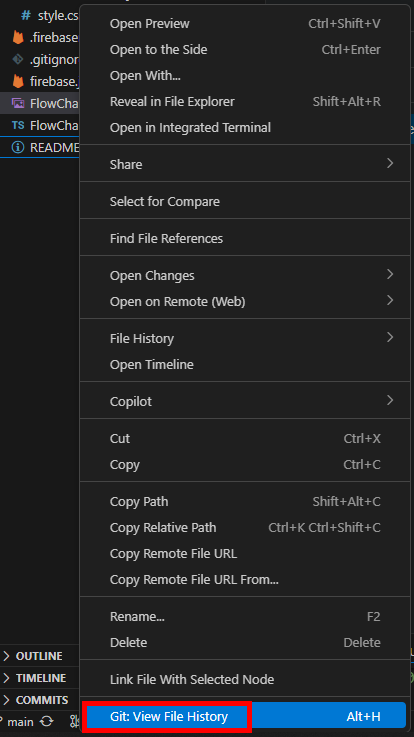 # style.cs
.firebase
.gitignor
firebase.
FlowCha
TS FlowCha
README
Open Preview Ctrl+Shift+V
Open to the Side Ctrl+Enter
Open With...
Reveal in File Explorer Shift+Alt+R
Open in Integrated Terminal
Share
Select for Compare
Find File References
Open Changes
Open on Remote (Web)
File History
Open Timeline
Copilot
Cut Ctrl+X
Copy Ctrl+C
Copy Path Shift+Alt+C
Copy Relative Path Ctrl+K Ctrl+Shift+C
Copy Remote File URL
Copy Remote File URL From...
Rename... F2
Delete Delete
Link File With Selected Node
Git: View File History Alt+H
OUTLINE
TIMELINE
COMMITS
main